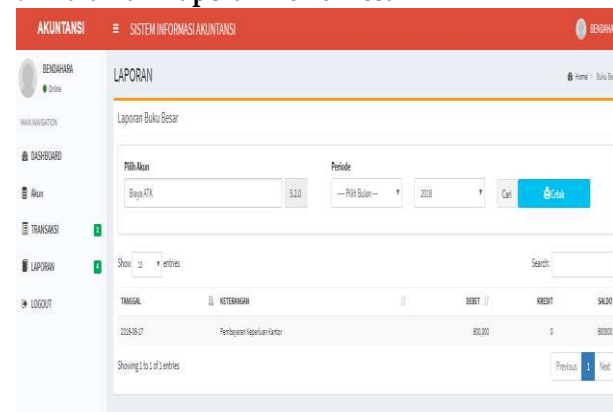 AKUNTANSI
SISTEM INFORMASI AKUNTANSI
BENDAHARA
Online
LAPORAN
Home
MAIN NAVIGATION
DASHBOARD
Akun
TRANSAKSI 2
LAPORAN 4
LOGOUT
Laporan Buku Besar
Pilih Akun
Periode
Biaya ATK
5.2.0
--- Pilih Bulan ---
2018
Cari
Cetak
Show 10 entries
Search:
TANGGAL KETERANGAN DEBET KREDIT SALDO
2018-08-17 Pembayaran Keperluan Kantor 600,000 0
Showing 1 to 1 of 1 entries
Previous 1 Next